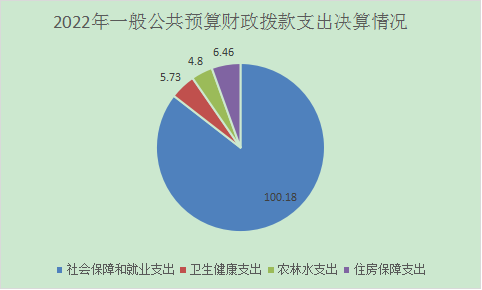 2022年一般公共预算财政拨款支出决算情况
6.46
4.8
5.73
100.18
社会保障和就业支出 卫生健康支出 农林水支出 住房保障支出